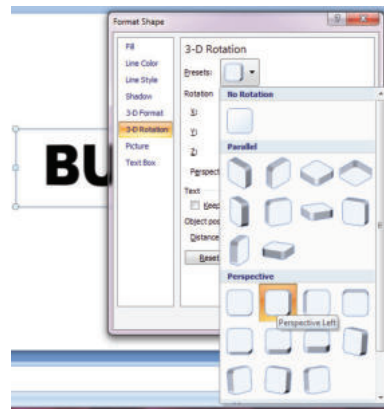 Format Shape
Fill
Line Color
Line Style
Shadow
3-D Format
3-D Rotation
Picture
Text Box
3-D Rotation
Presets:
Rotation
X:
Y:
Z:
Perspect
Text
Keep
Object pos
Distance
Reset
No Rotation
Parallel
Perspective
Perspective Left
BU